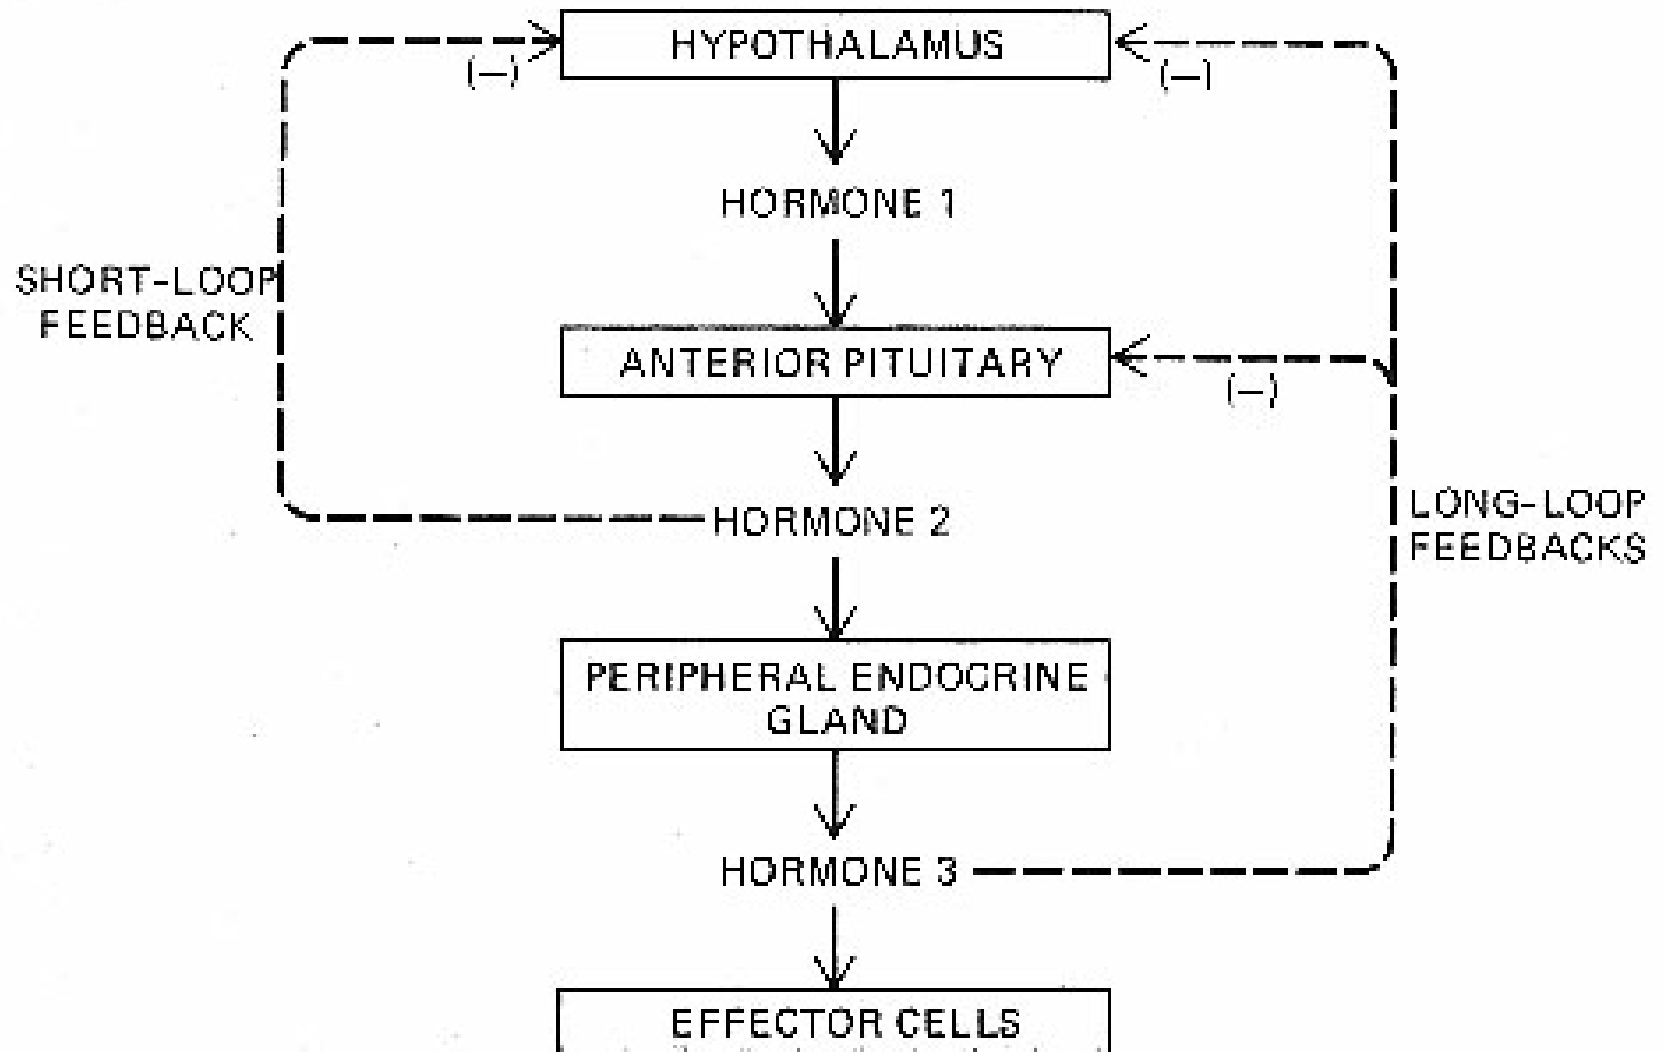 HYPOTHALAMUS
(—)
(—)
HORMONE 1
SHORT-LOOP
FEEDBACK
ANTERIOR PITUITARY
(—)
HORMONE 2
LONG-LOOP
FEEDBACKS
PERIPHERAL ENDOCRINE
GLAND
HORMONE 3
EFFECTOR CELLS